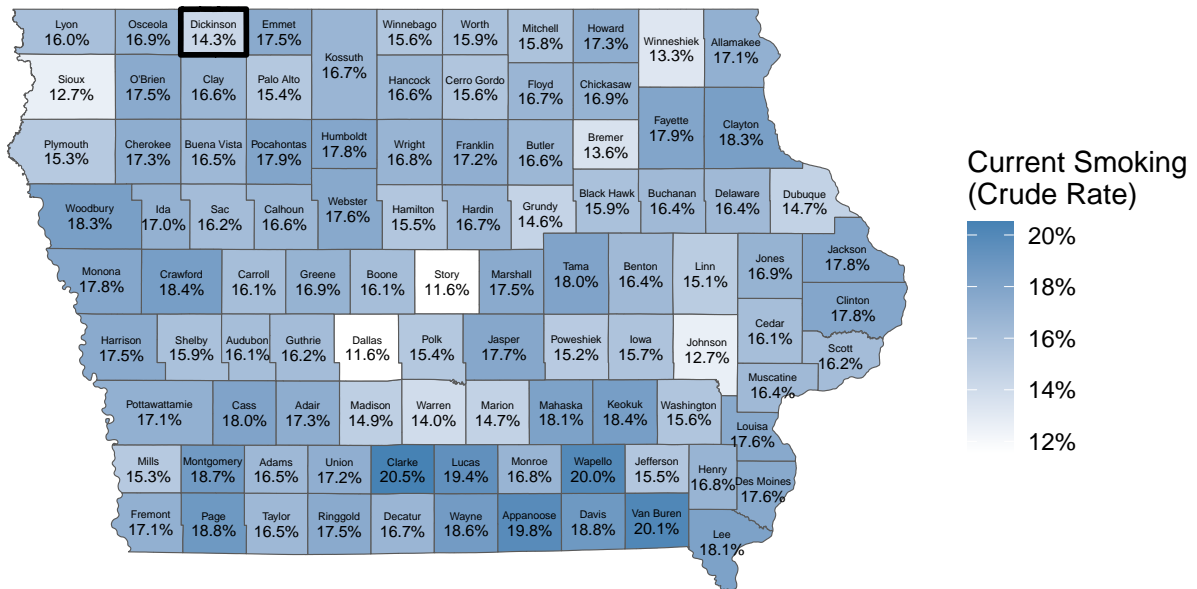 Lyon
16.0%
Osceola
16.9%
Dickinson
14.3%
Emmet
17.5%
Kossuth
16.7%
Winnebago
15.6%
Worth
15.9%
Mitchell
15.8%
Howard
17.3%
Winneshiek
13.3%
Allamakee
17.1%
Sioux
12.7%
O'Brien
17.5%
Clay
16.6%
Palo Alto
15.4%
Hancock
16.6%
Cerro Gordo
15.6%
Floyd
16.7%
Chickasaw
16.9%
Fayette
17.9%
Clayton
18.3%
Plymouth
15.3%
Cherokee
17.3%
Buena Vista
16.5%
Pocahontas
17.9%
Humboldt
17.8%
Wright
16.8%
Franklin
17.2%
Butler
16.6%
Bremer
13.6%
Woodbury
18.3%
Ida
17.0%
Sac
16.2%
Calhoun
16.6%
Webster
17.6%
Hamilton
15.5%
Hardin
16.7%
Grundy
14.6%
Black Hawk
15.9%
Buchanan
16.4%
Delaware
16.4%
Dubuque
14.7%
Monona
17.8%
Crawford
18.4%
Carroll
16.1%
Greene
16.9%
Boone
16.1%
Story
11.6%
Marshall
17.5%
Tama
18.0%
Benton
16.4%
Linn
15.1%
Jones
16.9%
Jackson
17.8%
Clinton
17.8%
Harrison
17.5%
Shelby
15.9%
Audubon
16.1%
Guthrie
16.2%
Dallas
11.6%
Polk
15.4%
Jasper
17.7%
Poweshiek
15.2%
Iowa
15.7%
Johnson
12.7%
Cedar
16.1%
Scott
16.2%
Muscatine
16.4%
Pottawattamie
17.1%
Cass
18.0%
Adair
17.3%
Madison
14.9%
Warren
14.0%
Marion
14.7%
Mahaska
18.1%
Keokuk
18.4%
Washington
15.6%
Louisa
17.6%
Mills
15.3%
Montgomery
18.7%
Adams
16.5%
Union
17.2%
Clarke
20.5%
Lucas
19.4%
Monroe
16.8%
Wapello
20.0%
Jefferson
15.5%
Henry
16.8%
Des Moines
17.6%
Fremont
17.1%
Page
18.8%
Taylor
16.5%
Ringgold
17.5%
Decatur
16.7%
Wayne
18.6%
Appanoose
19.8%
Davis
18.8%
Van Buren
20.1%
Lee
18.1%
Current Smoking
(Crude Rate)
20%
18%
16%
14%
12%